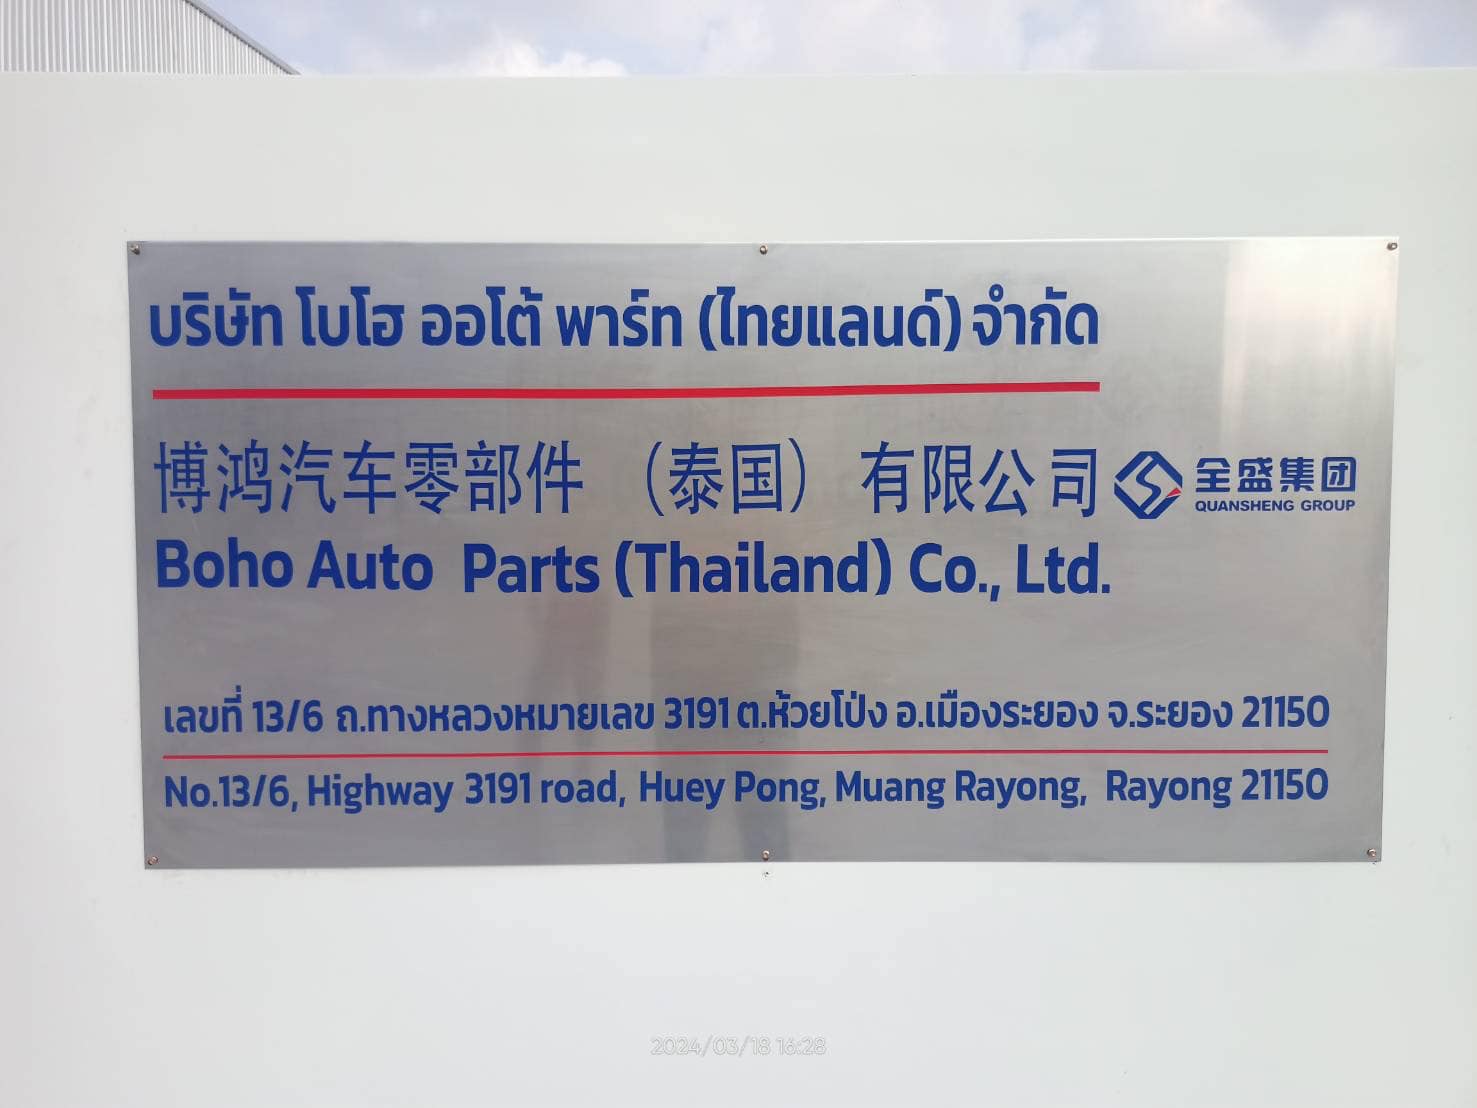 บริษัท โบโฮ ออโต้ พาร์ท (ไทยแลนด์) จำกัด
博鸿汽车零部件 （泰国） 有限公司
全盛集团
QUANSHENG GROUP
Boho Auto Parts (Thailand) Co., Ltd.
เลขที่ 13/6 ถ.ทางหลวงหมายเลข 3191 ต.ห้วยโป่ง อ.เมืองระยอง จ.ระยอง 21150
No.13/6, Highway 3191 road, Huey Pong, Muang Rayong, Rayong 21150
2024/03/18 16:28